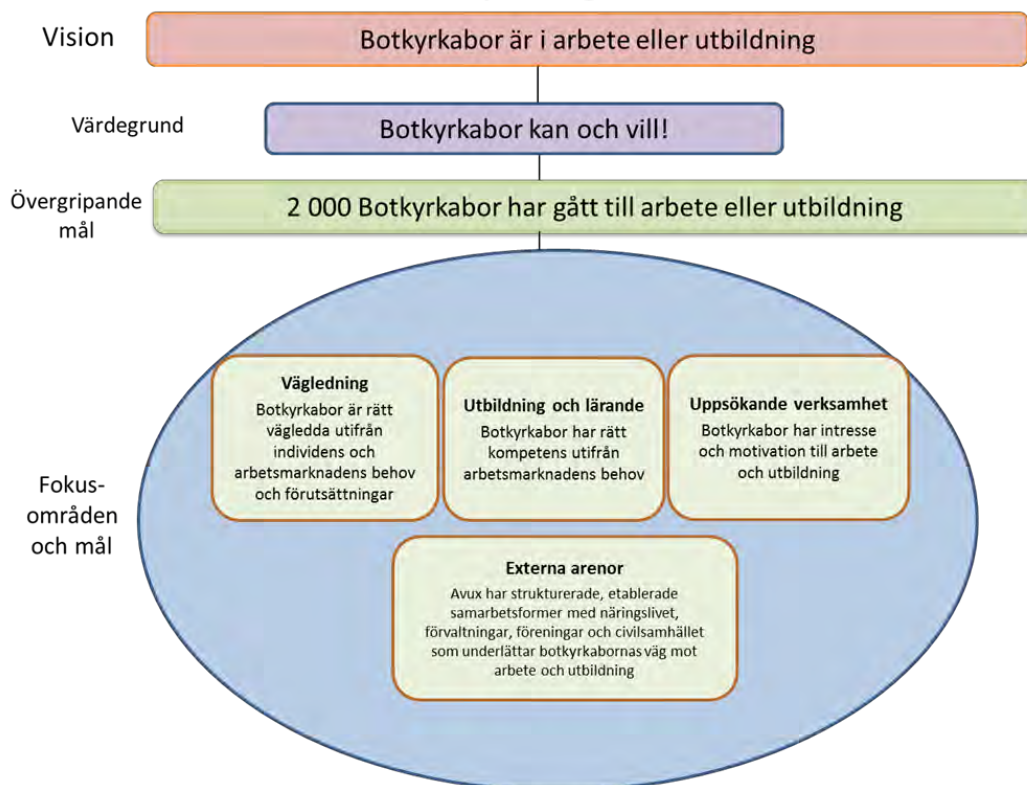 Vision
Botkyrkabor är i arbete eller utbildning
Värdegrund
Botkyrkabor kan och vill!
Övergripande
mål
2 000 Botkyrkabor har gått till arbete eller utbildning
Fokus-
områden
och mål
Vägledning
Botkyrkabor är rätt
vägledda utifrån
individens och
arbetsmarknadens behov
och förutsättningar
Utbildning och lärande
Botkyrkabor har rätt
kompetens utifrån
arbetsmarknadens behov
Uppsökande verksamhet
Botkyrkabor har intresse
och motivation till arbete
och utbildning
Externa arenor
Avux har strukturerade, etablerade
samarbetsformer med näringslivet,
förvaltningar, föreningar och civilsamhället
som underlättar botkyrkabornas väg mot
arbete och utbildning